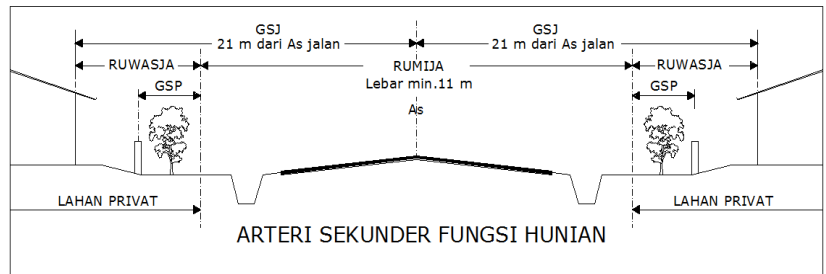 GSJ GSJ
21 m dari As jalan 21 m dari As jalan
RUWASJA RUMIJA RUWASJA
Lebar min.11 m
GSP GSP
As
LAHAN PRIVAT LAHAN PRIVAT
ARTERI SEKUNDER FUNGSI HUNIAN